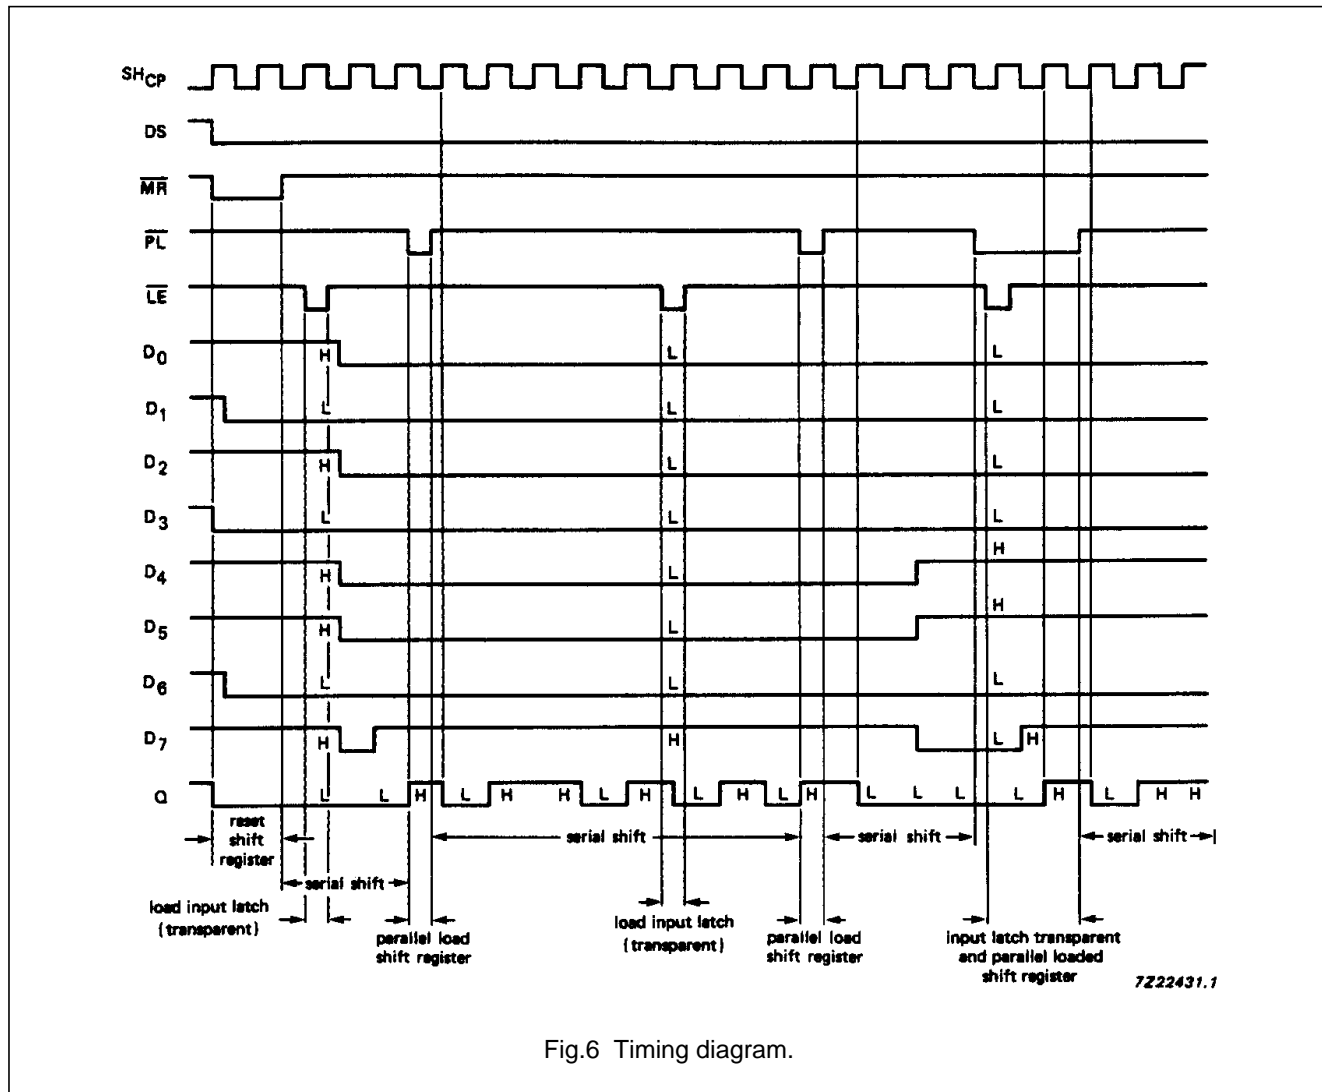 SHCP
DS
MR
PL
LE
D0 H L L
D1 L L L
D2 H L L
D3 L L L
H
D4 H L
H
D5 H L
D6 L L L
D7 H H L H
Q L L H L H H L H L H L H L L L L H L H H
reset shift register
serial shift
serial shift
serial shift
serial shift
load input latch (transparent)
parallel load shift register
load input latch (transparent)
parallel load shift register
input latch transparent and parallel loaded shift register
7Z22431.1
Fig.6 Timing diagram.